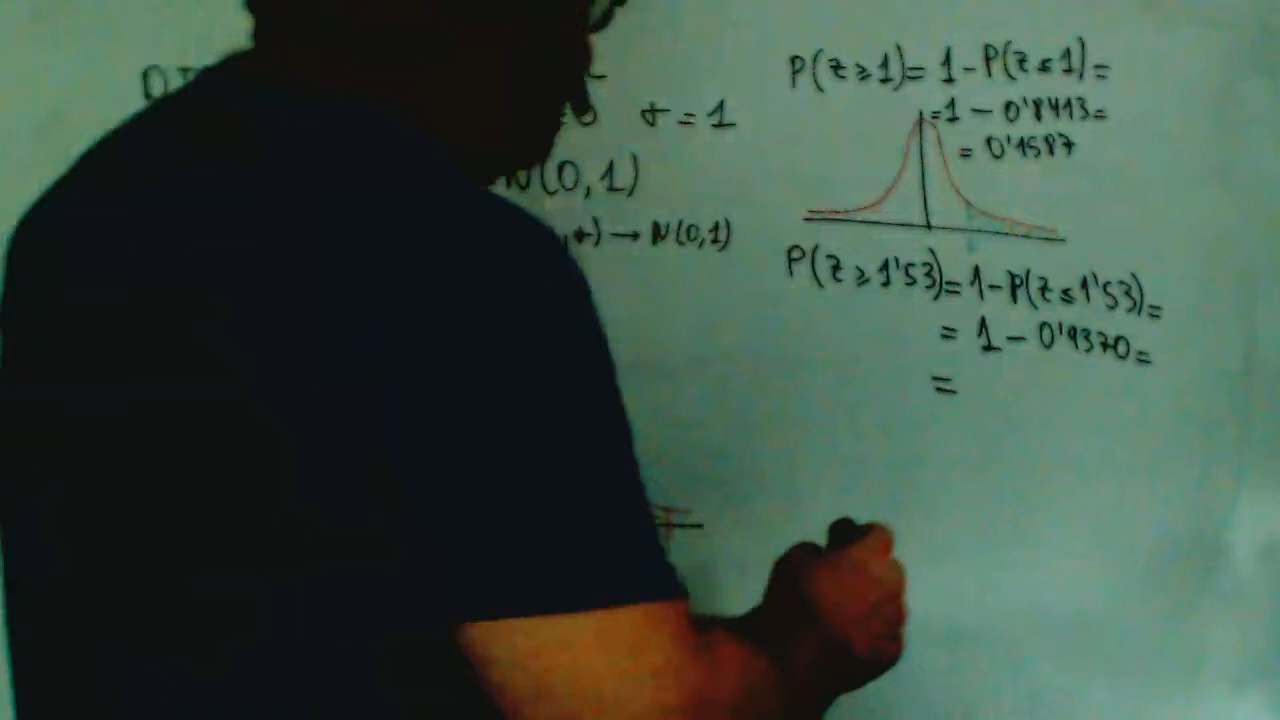 σ = 1
N(0,1)
,σ) → N(0,1)
P(z ≥ 1) = 1 - P(z ≤ 1) =
= 1 - 0'8413 =
= 0'1587
P(z ≥ 1'53) = 1 - P(z ≤ 1'53) =
= 1 - 0'9370 =
=